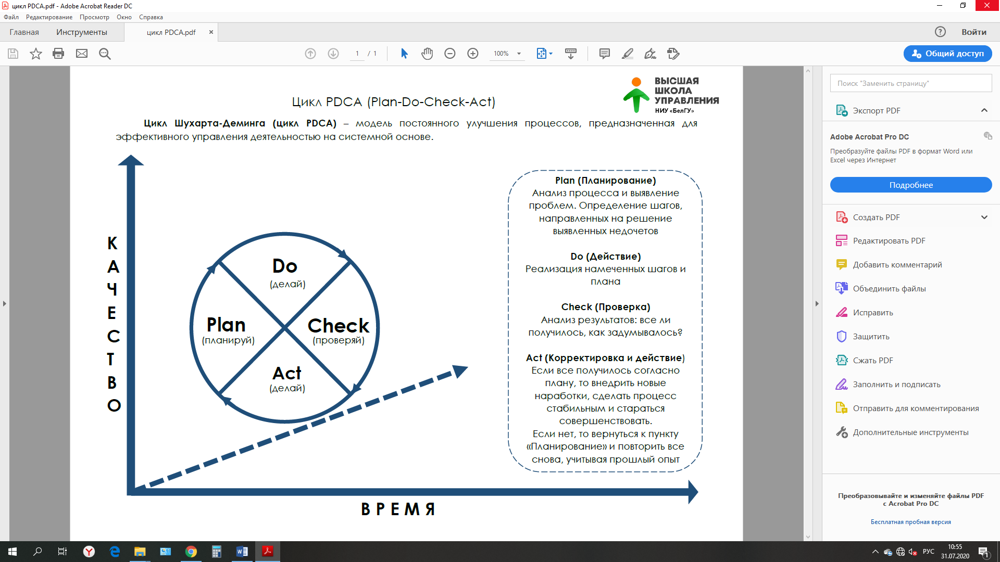 цикл PDCA.pdf - Adobe Acrobat Reader DC
Файл Редактирование Просмотр Окно Справка
Главная Инструменты цикл PDCA.pdf × Войти
1 / 1 100% Общий доступ
ВЫСШАЯ
ШКОЛА
УПРАВЛЕНИЯ
НИУ «БелГУ»
Цикл PDCA (Plan-Do-Check-Act)
Цикл Шухарта-Деминга (цикл PDCA) – модель постоянного улучшения процессов, предназначенная для
эффективного управления деятельностью на системной основе.
К
А
Ч
Е
С
Т
В
О
Do
(делай)
Plan
(планируй)
Check
(проверяй)
Act
(делай)
В Р Е М Я
Plan (Планирование)
Анализ процесса и выявление
проблем. Определение шагов,
направленных на решение
выявленных недочетов
Do (Действие)
Реализация намеченных шагов и
плана
Check (Проверка)
Анализ результатов: все ли
получилось, как задумывалось?
Act (Корректировка и действие)
Если все получилось согласно
плану, то внедрить новые
наработки, сделать процесс
стабильным и стараться
совершенствовать.
Если нет, то вернуться к пункту
«Планирование» и повторить все
снова, учитывая прошлый опыт
Поиск "Заменить страницу"
Экспорт PDF
Adobe Acrobat Pro DC
Преобразуйте файлы PDF в формат Word или
Excel через Интернет
Подробнее
Создать PDF
Редактировать PDF
Добавить комментарий
Объединить файлы
Исправить
Защитить
Сжать PDF
Заполнить и подписать
Отправить для комментирования
Дополнительные инструменты
Преобразовывайте и изменяйте файлы PDF
с Acrobat Pro DC
Бесплатная пробная версия
РУС
10:55
31.07.2020
1